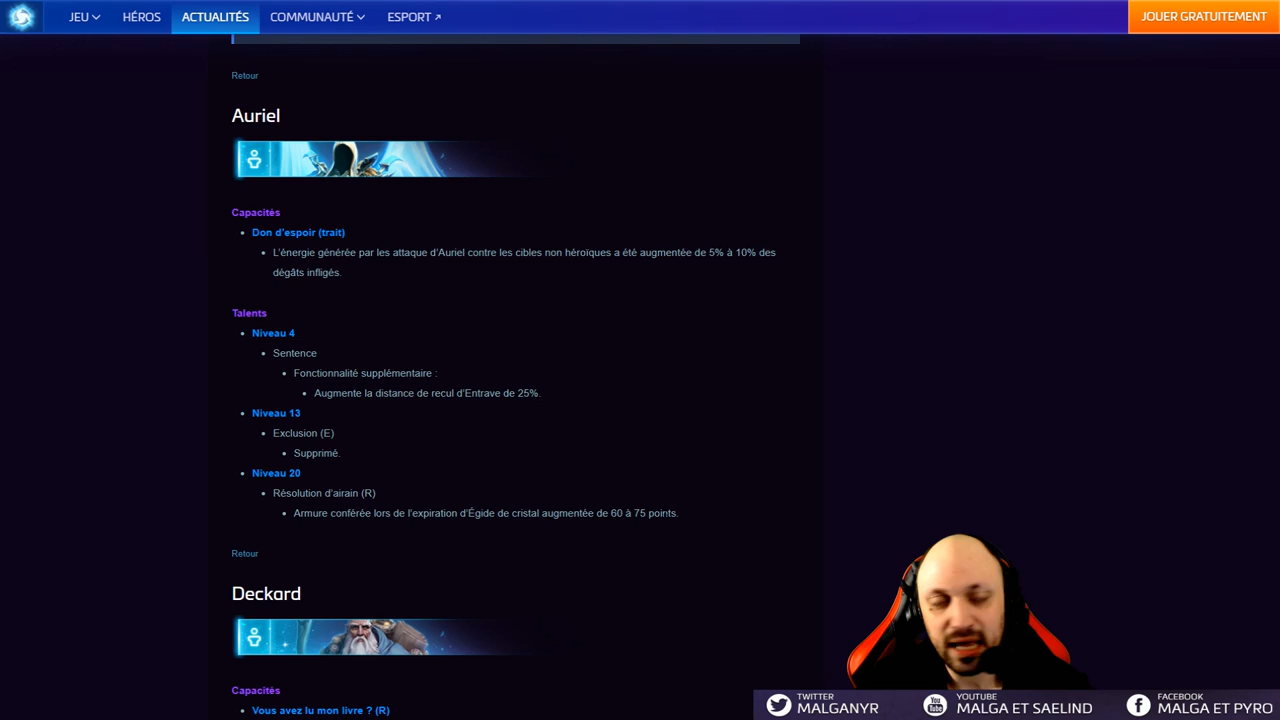 JEU HÉROS ACTUALITÉS COMMUNAUTÉ ESPORT JOUER GRATUITEMENT
Retour
Auriel
Capacités
Don d'espoir (trait)
L'énergie générée par les attaque d'Auriel contre les cibles non héroïques a été augmentée de 5% à 10% des
dégâts infligés.
Talents
Niveau 4
Sentence
Fonctionnalité supplémentaire :
Augmente la distance de recul d'Entrave de 25%.
Niveau 13
Exclusion (E)
Supprimé.
Niveau 20
Résolution d'airain (R)
Armure conférée lors de l'expiration d'Égide de cristal augmentée de 60 à 75 points.
Retour
Deckard
Capacités
Vous avez lu mon livre ? (R)
TWITTER
MALGANYR
YOUTUBE
MALGA ET SAELIND
FACEBOOK
MALGA ET PYRO